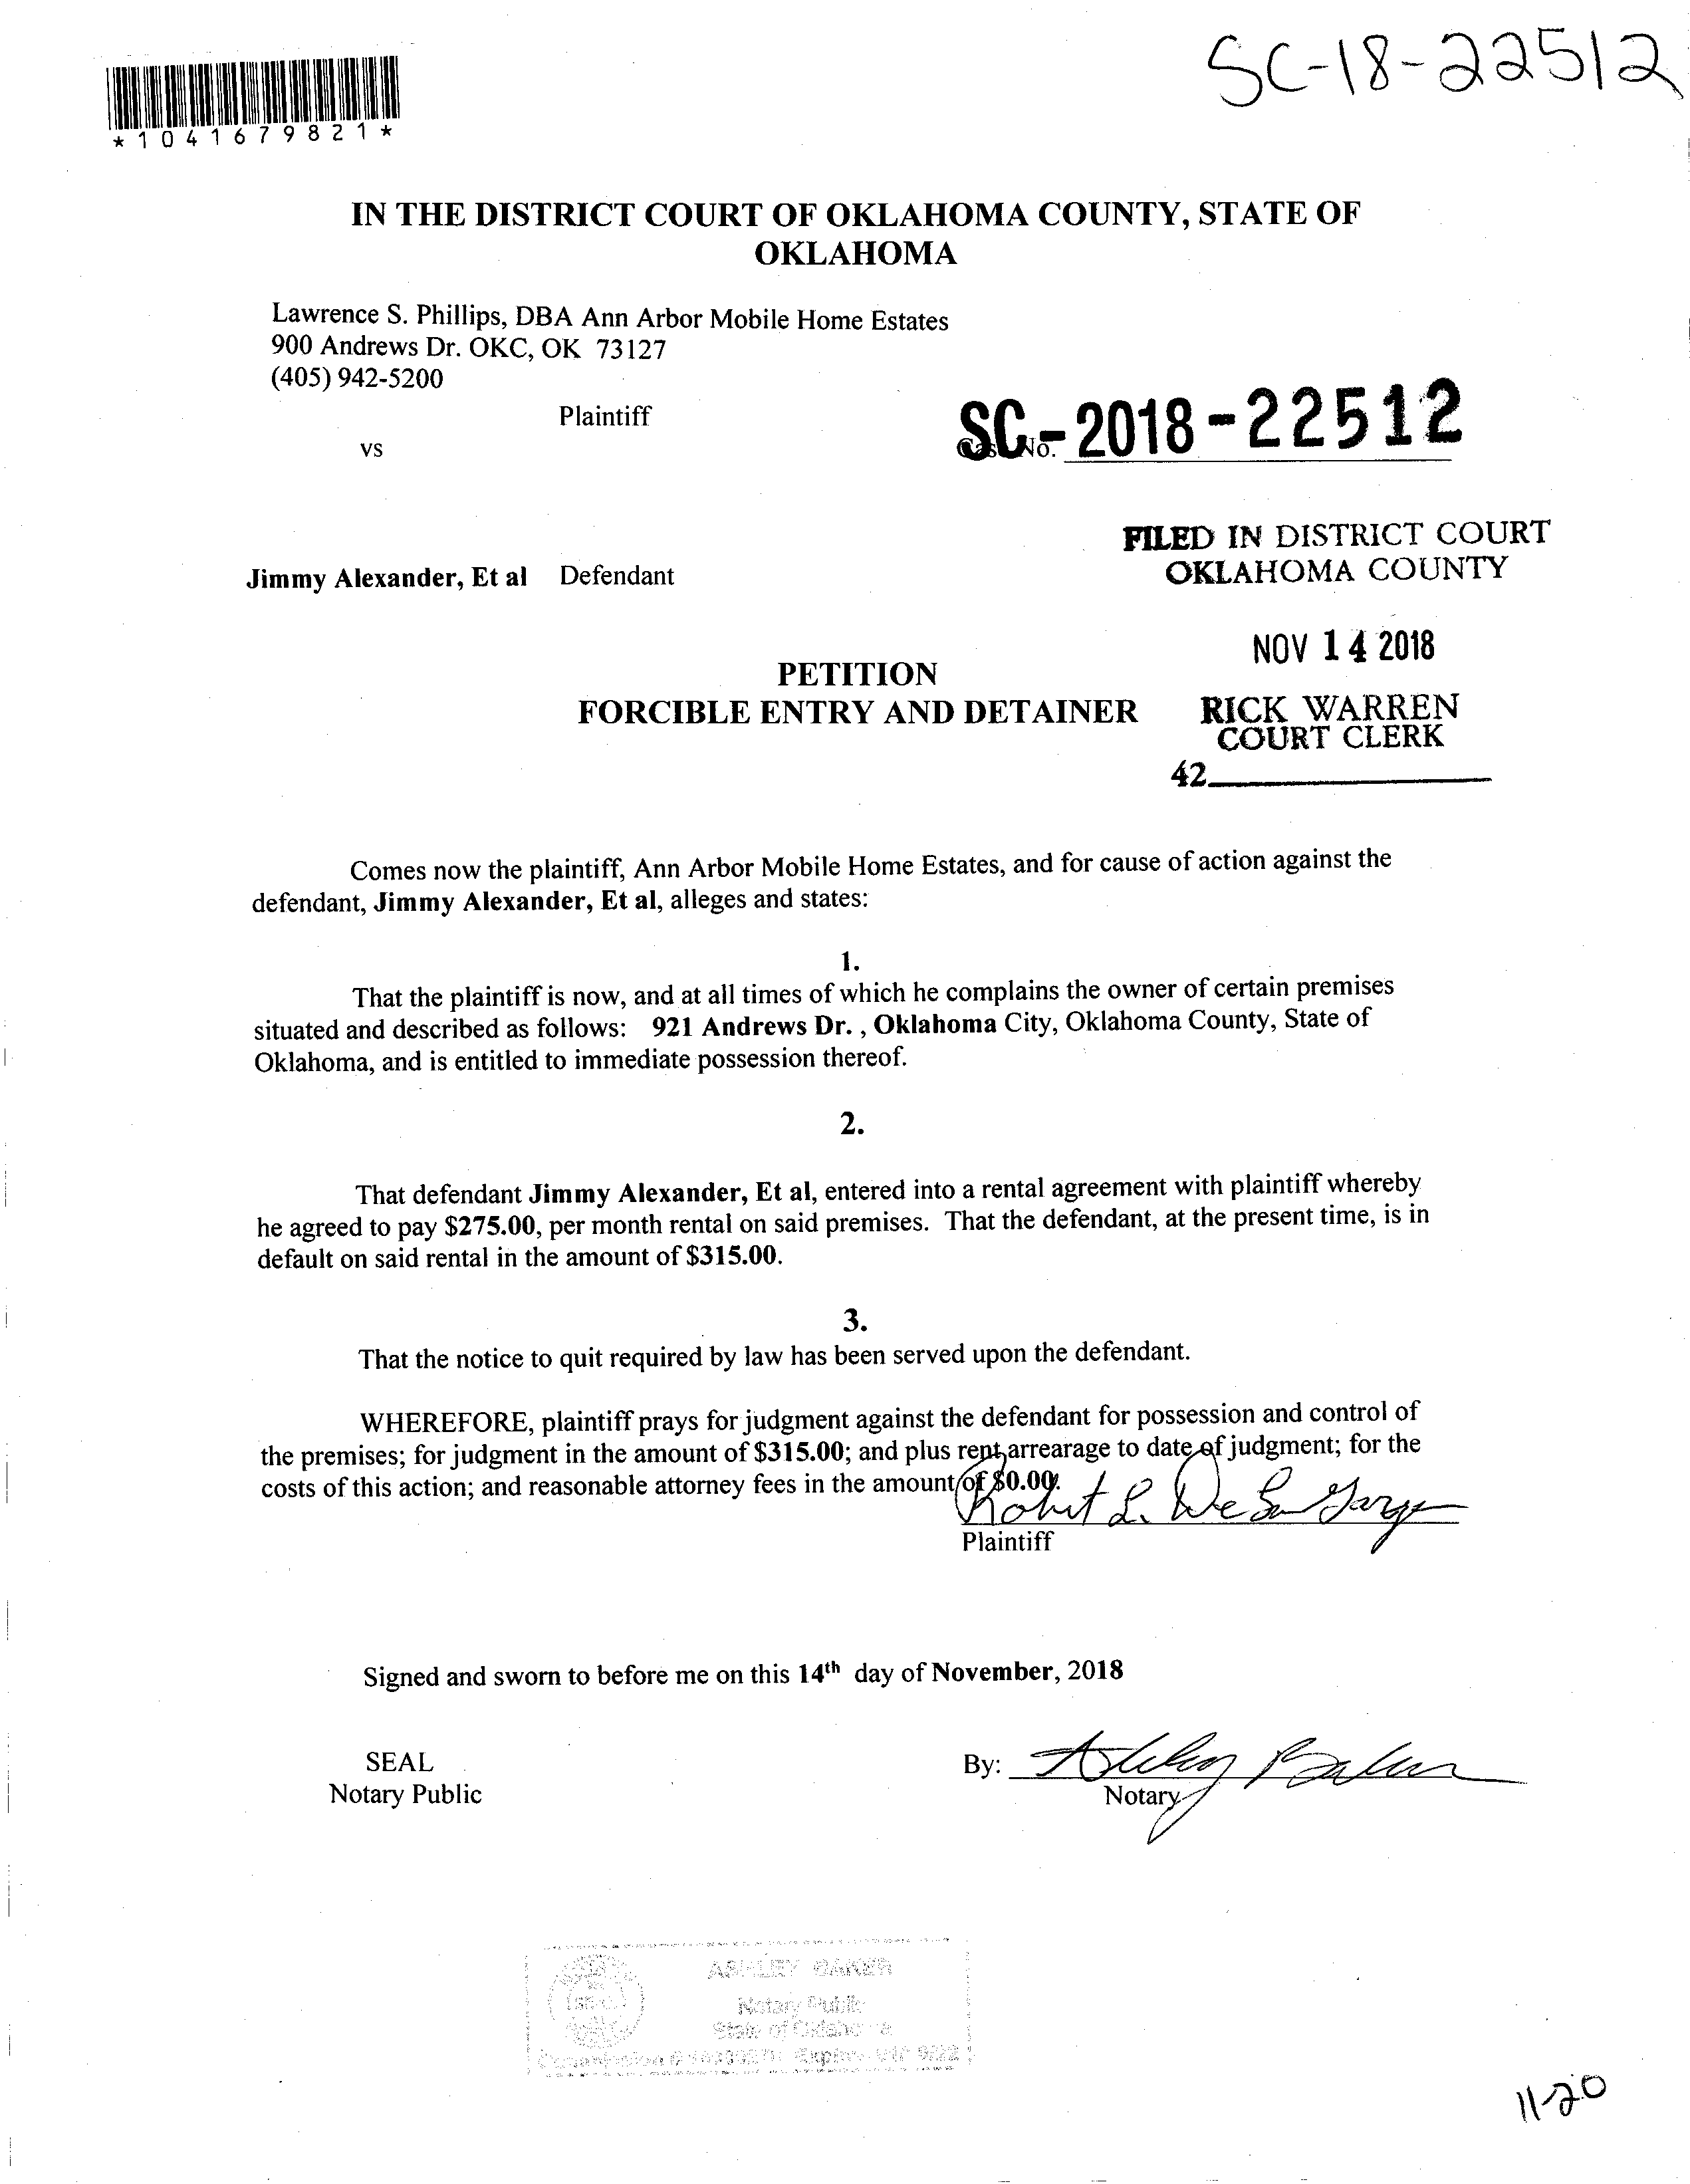 SC-18-22512
*1041679821*
IN THE DISTRICT COURT OF OKLAHOMA COUNTY, STATE OF
OKLAHOMA
Lawrence S. Phillips, DBA Ann Arbor Mobile Home Estates
900 Andrews Dr. OKC, OK 73127
(405) 942-5200
Plaintiff
vs
Case No. SC-2018-22512
FILED IN DISTRICT COURT
OKLAHOMA COUNTY
Jimmy Alexander, Et al Defendant
NOV 14 2018
PETITION
FORCIBLE ENTRY AND DETAINER
RICK WARREN
COURT CLERK
42
Comes now the plaintiff, Ann Arbor Mobile Home Estates, and for cause of action against the
defendant, Jimmy Alexander, Et al, alleges and states:
1.
That the plaintiff is now, and at all times of which he complains the owner of certain premises
situated and described as follows: 921 Andrews Dr. , Oklahoma City, Oklahoma County, State of
Oklahoma, and is entitled to immediate possession thereof.
2.
That defendant Jimmy Alexander, Et al, entered into a rental agreement with plaintiff whereby
he agreed to pay $275.00, per month rental on said premises. That the defendant, at the present time, is in
default on said rental in the amount of $315.00.
3.
That the notice to quit required by law has been served upon the defendant.
WHEREFORE, plaintiff prays for judgment against the defendant for possession and control of
the premises; for judgment in the amount of $315.00; and plus rent arrearage to date of judgment; for the
costs of this action; and reasonable attorney fees in the amount of $0.00.
Plaintiff
Signed and sworn to before me on this 14th day of November, 2018
SEAL
Notary Public
By: Ashley Baker
Notary
ASHLEY BAKER
Notary Public
State of Oklahoma
11-20